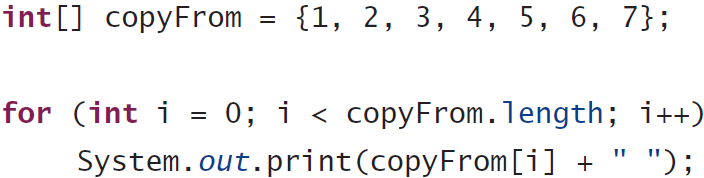 int[] copyFrom = {1, 2, 3, 4, 5, 6, 7};
for (int i = 0; i < copyFrom.length; i++)
System.out.print(copyFrom[i] + " ");